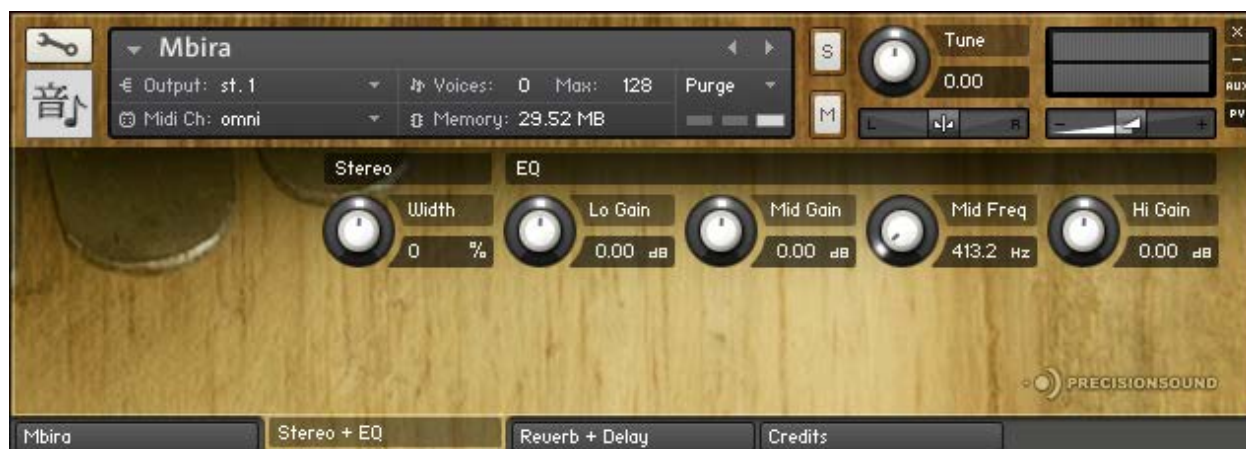 Mbira
S
Tune
×
-
Output: st. 1
Voices: 0 Max: 128
Purge
0.00
AUX
音
Midi Ch: omni
Memory: 29.52 MB
M
L
R
-
+
PV
Stereo
EQ
Width
Lo Gain
Mid Gain
Mid Freq
Hi Gain
0 %
0.00 dB
0.00 dB
413.2 Hz
0.00 dB
PRECISIONSOUND
Mbira
Stereo + EQ
Reverb + Delay
Credits